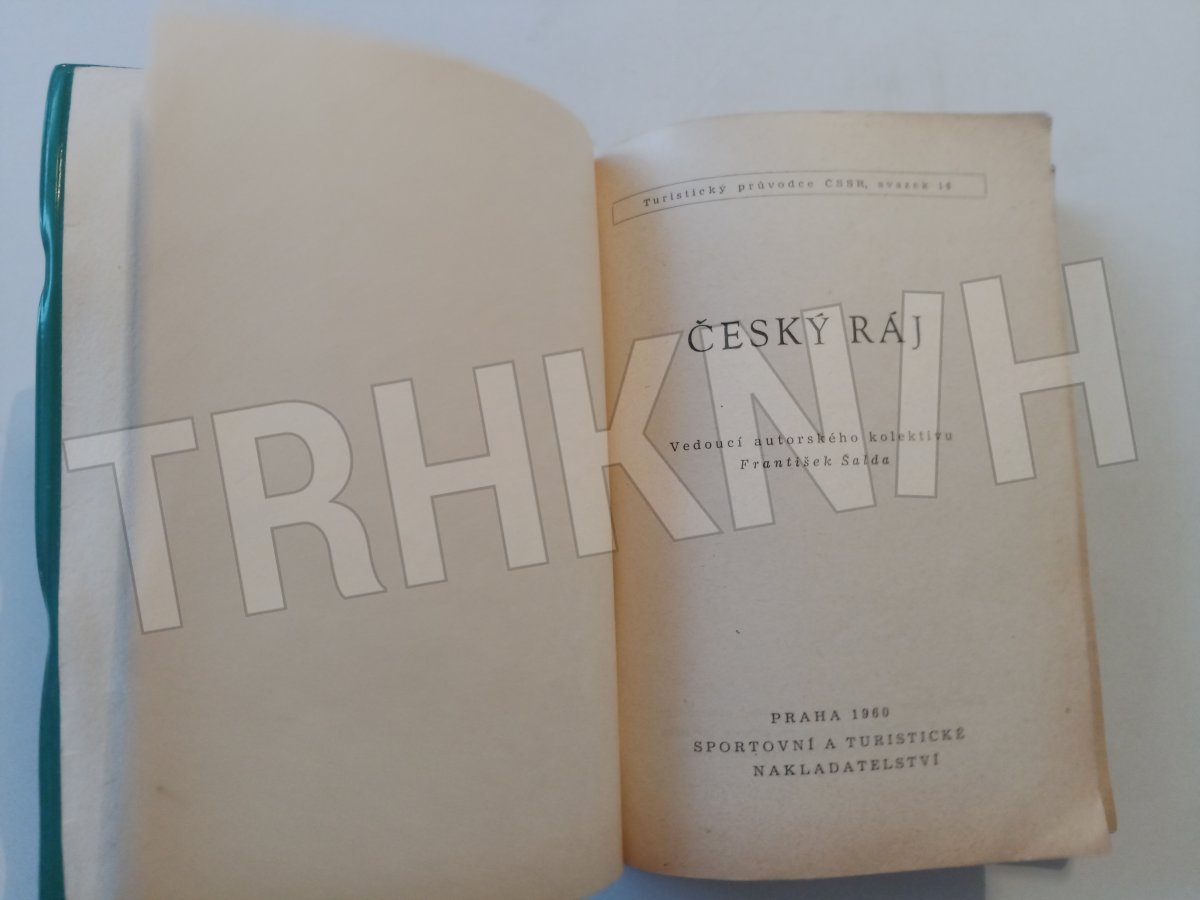 Turistický průvodce ČSSR, svazek 16
ČESKÝ RÁJ
Vedoucí autorského kolektivu
František Šalda
PRAHA 1960
SPORTOVNÍ A TURISTICKÉ
NAKLADATELSTVÍ
TRHKNIH